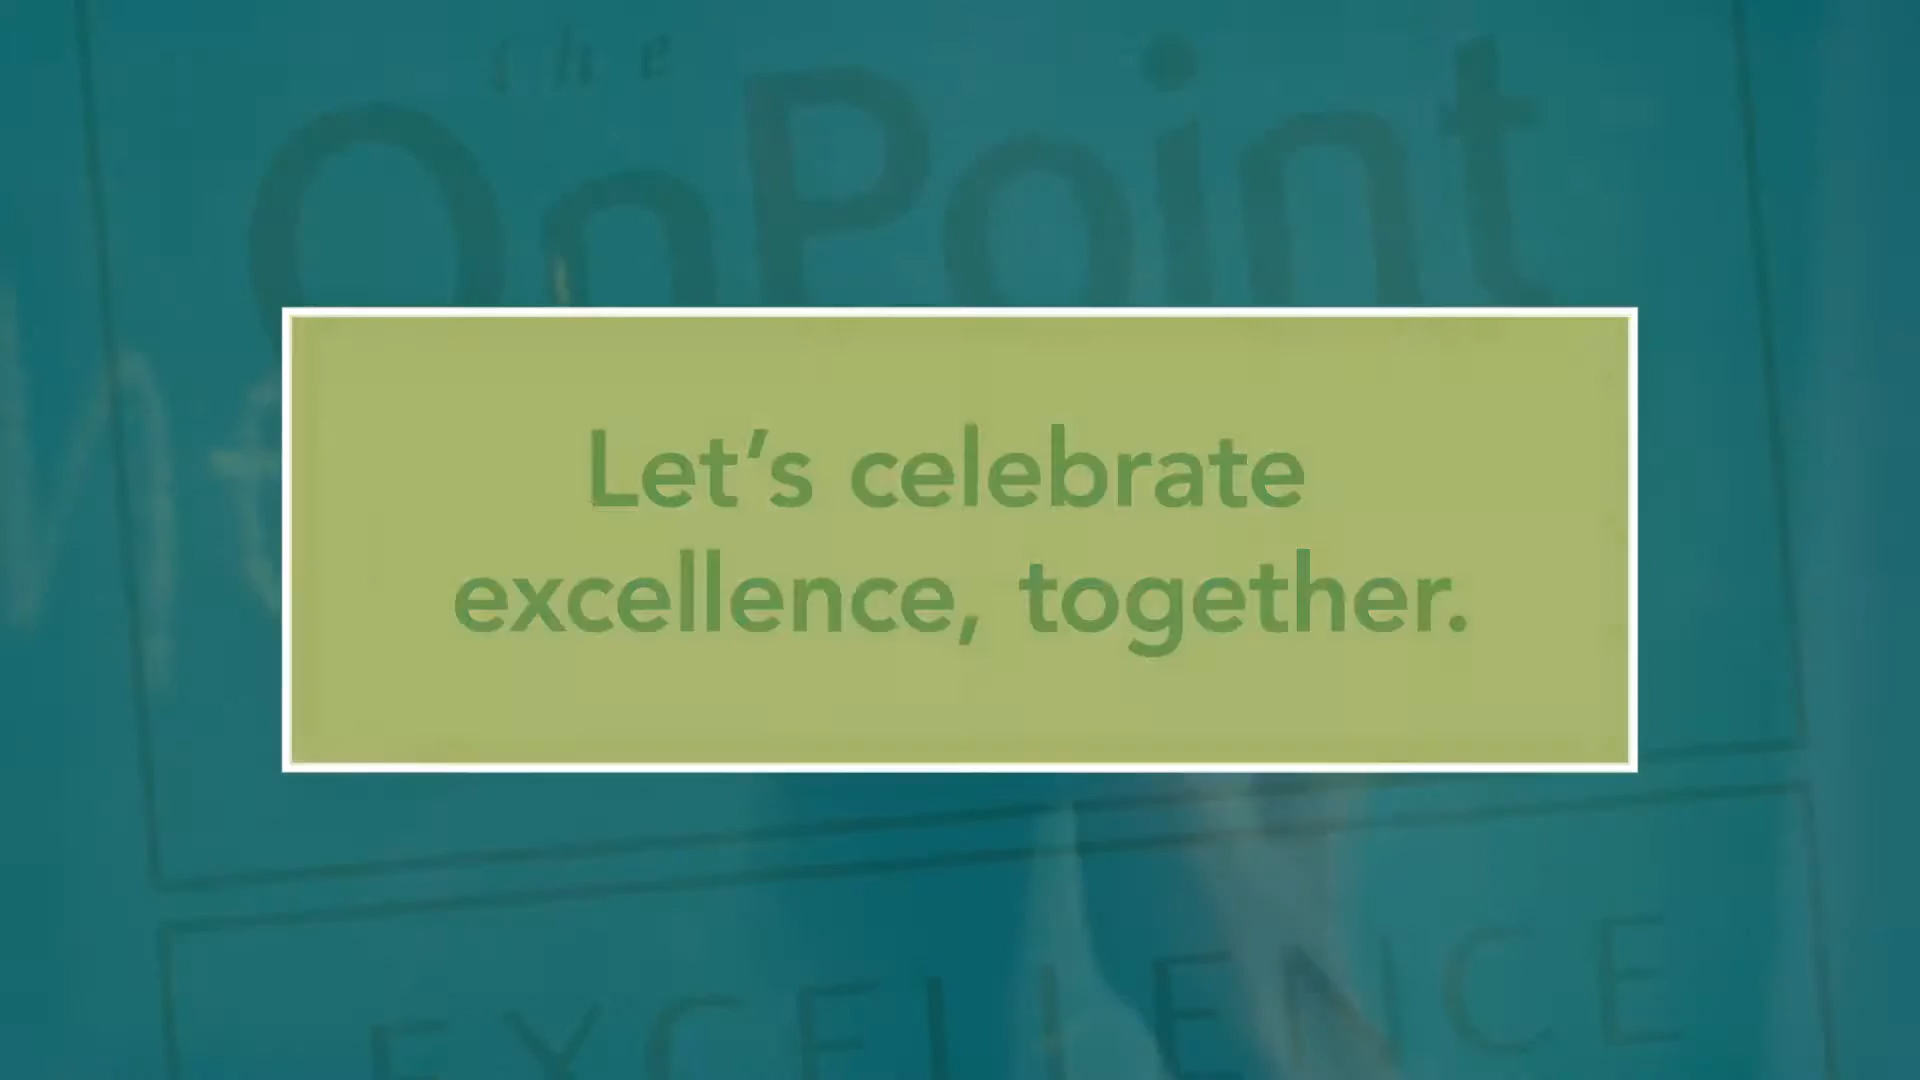 the
OnPoint
Let's celebrate
excellence, together.
EXCELLENCE